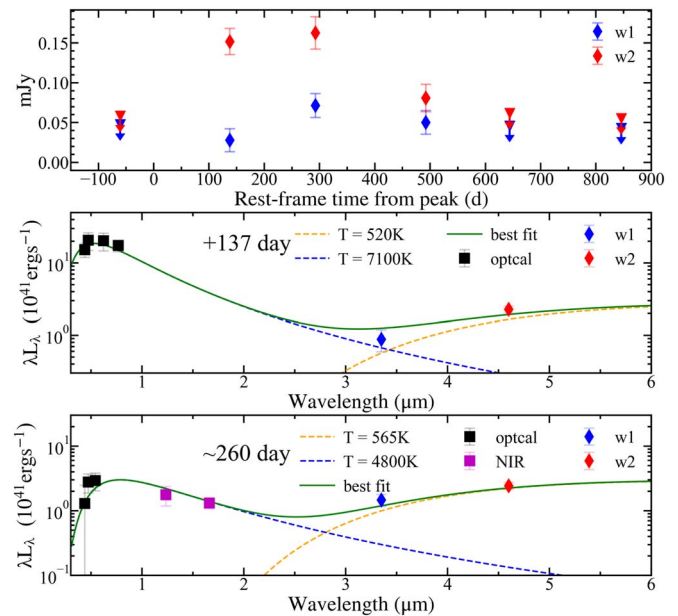 0.15
0.10
0.05
0.00
mJy
w1
w2
−100 0 100 200 300 400 500 600 700 800 900
Rest-frame time from peak (d)
10¹
10⁰
λL_λ (10⁴¹ergs⁻¹)
+137 day
T = 520K
T = 7100K
best fit
optcal
w1
w2
1 2 3 4 5 6
Wavelength (μm)
10¹
10⁰
10⁻¹
λL_λ (10⁴¹ergs⁻¹)
~260 day
T = 565K
T = 4800K
best fit
optcal
NIR
w1
w2
1 2 3 4 5 6
Wavelength (μm)